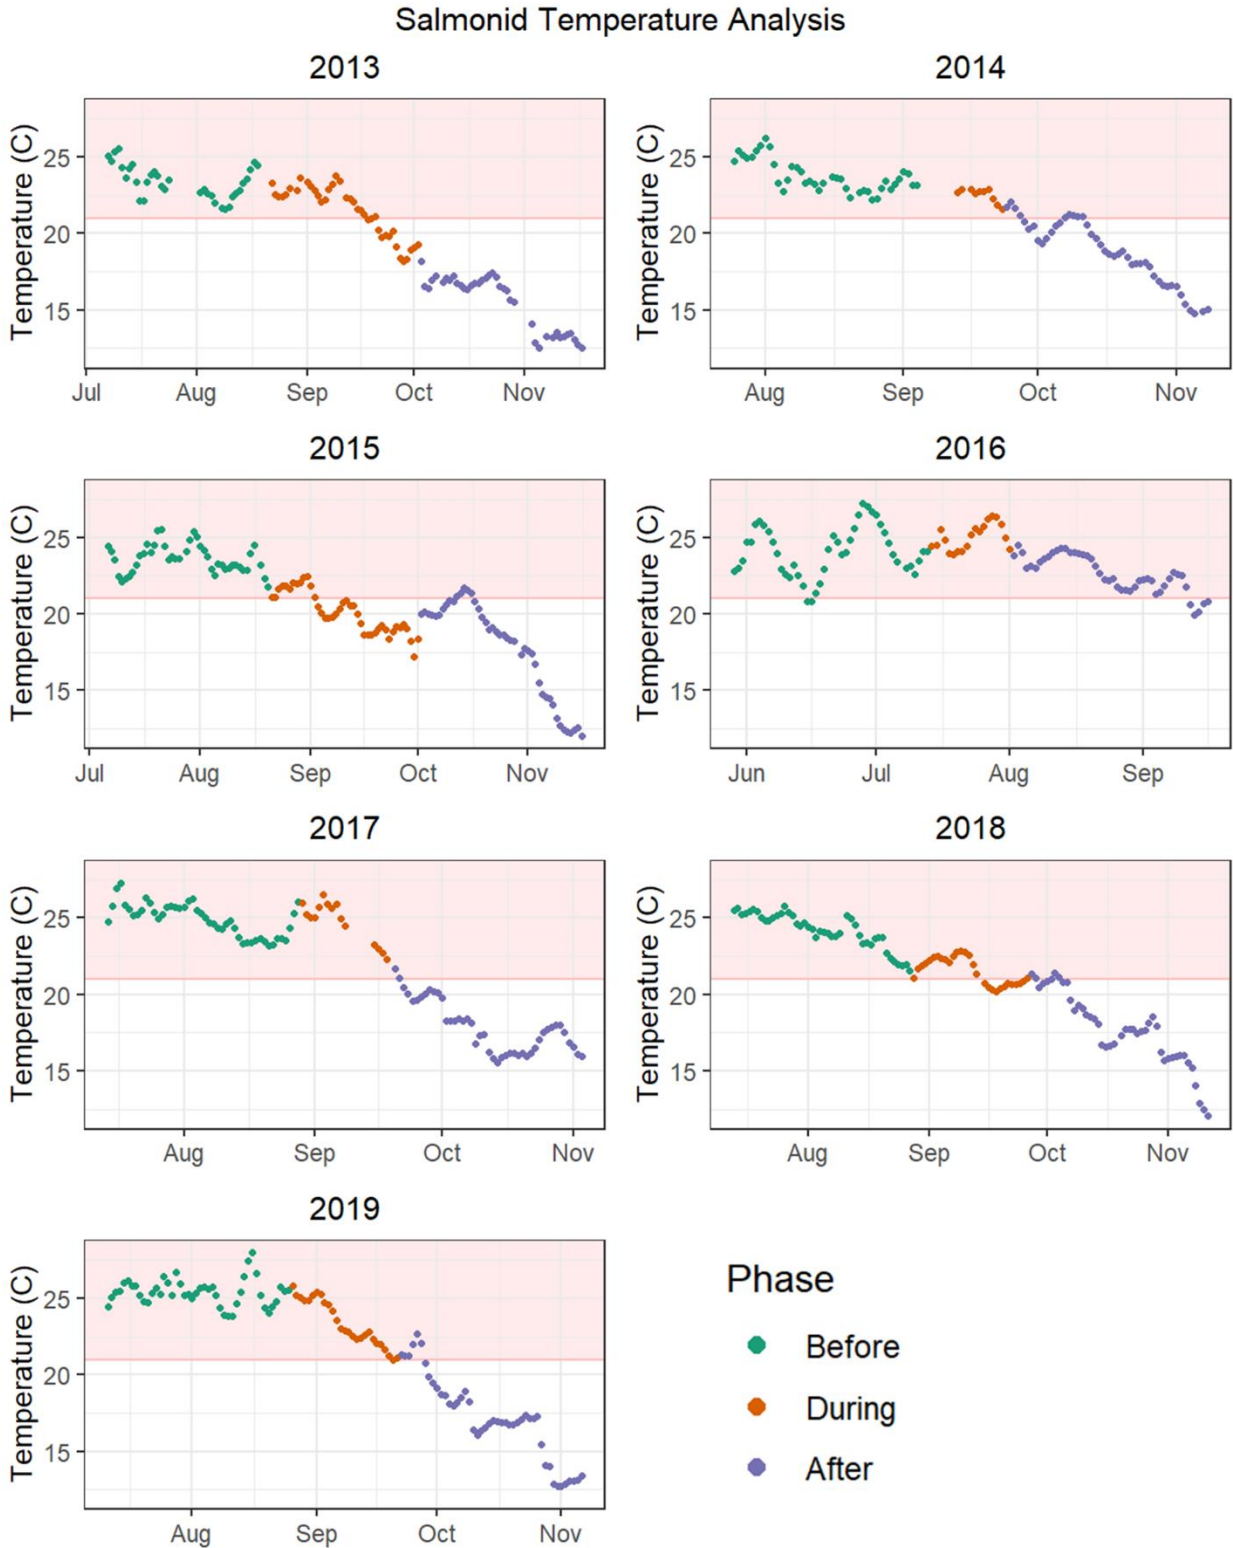 Salmonid Temperature Analysis
2013
Temperature (C)
25
20
15
Jul Aug Sep Oct Nov
2014
Temperature (C)
25
20
15
Aug Sep Oct Nov
2015
Temperature (C)
25
20
15
Jul Aug Sep Oct Nov
2016
Temperature (C)
25
20
15
Jun Jul Aug Sep
2017
Temperature (C)
25
20
15
Aug Sep Oct Nov
2018
Temperature (C)
25
20
15
Aug Sep Oct Nov
2019
Temperature (C)
25
20
15
Aug Sep Oct Nov
Phase
Before
During
After